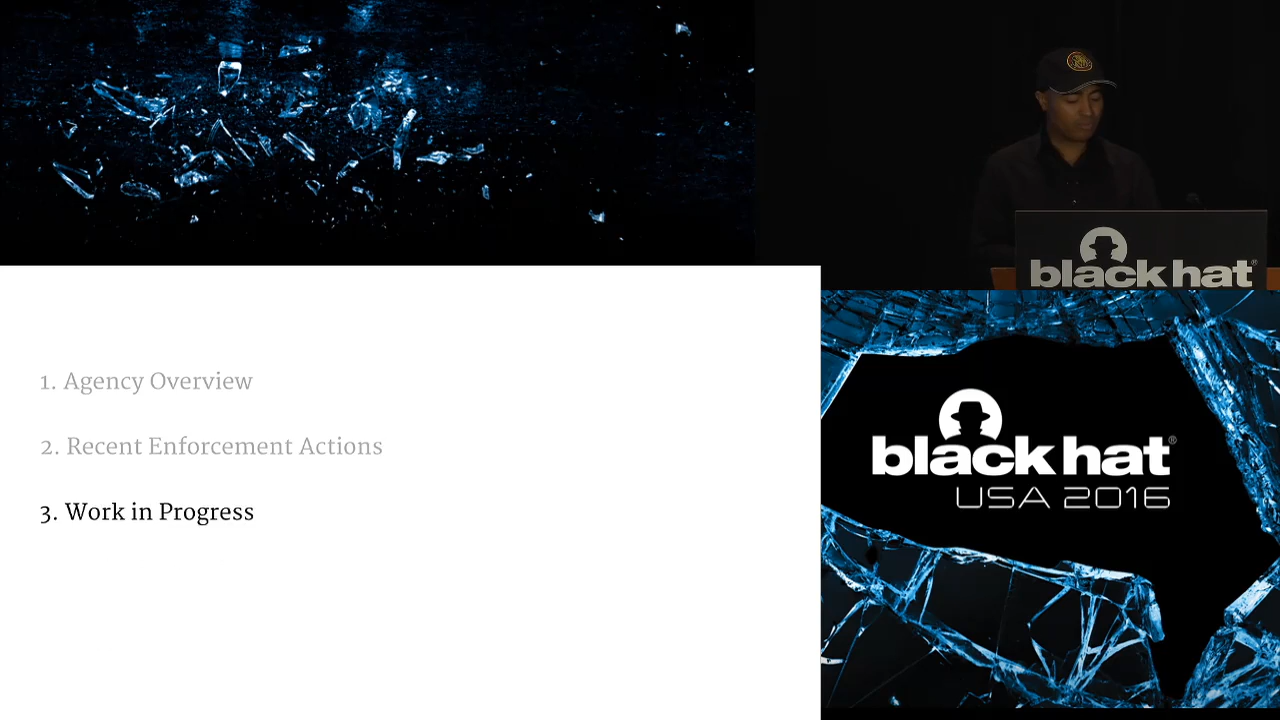 black hat®
1. Agency Overview
2. Recent Enforcement Actions
3. Work in Progress
black hat®
USA 2016